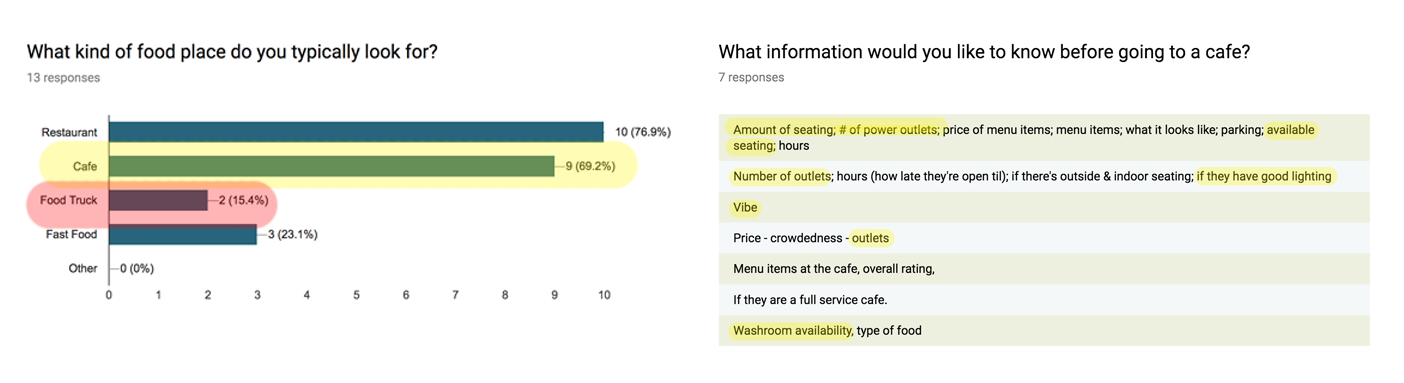 What kind of food place do you typically look for?
13 responses
Restaurant
10 (76.9%)
Cafe
9 (69.2%)
Food Truck
2 (15.4%)
Fast Food
3 (23.1%)
Other
0 (0%)
0 1 2 3 4 5 6 7 8 9 10
What information would you like to know before going to a cafe?
7 responses
Amount of seating; # of power outlets; price of menu items; menu items; what it looks like; parking; available
seating; hours
Number of outlets; hours (how late they're open til); if there's outside & indoor seating; if they have good lighting
Vibe
Price - crowdedness - outlets
Menu items at the cafe, overall rating,
If they are a full service cafe.
Washroom availability, type of food